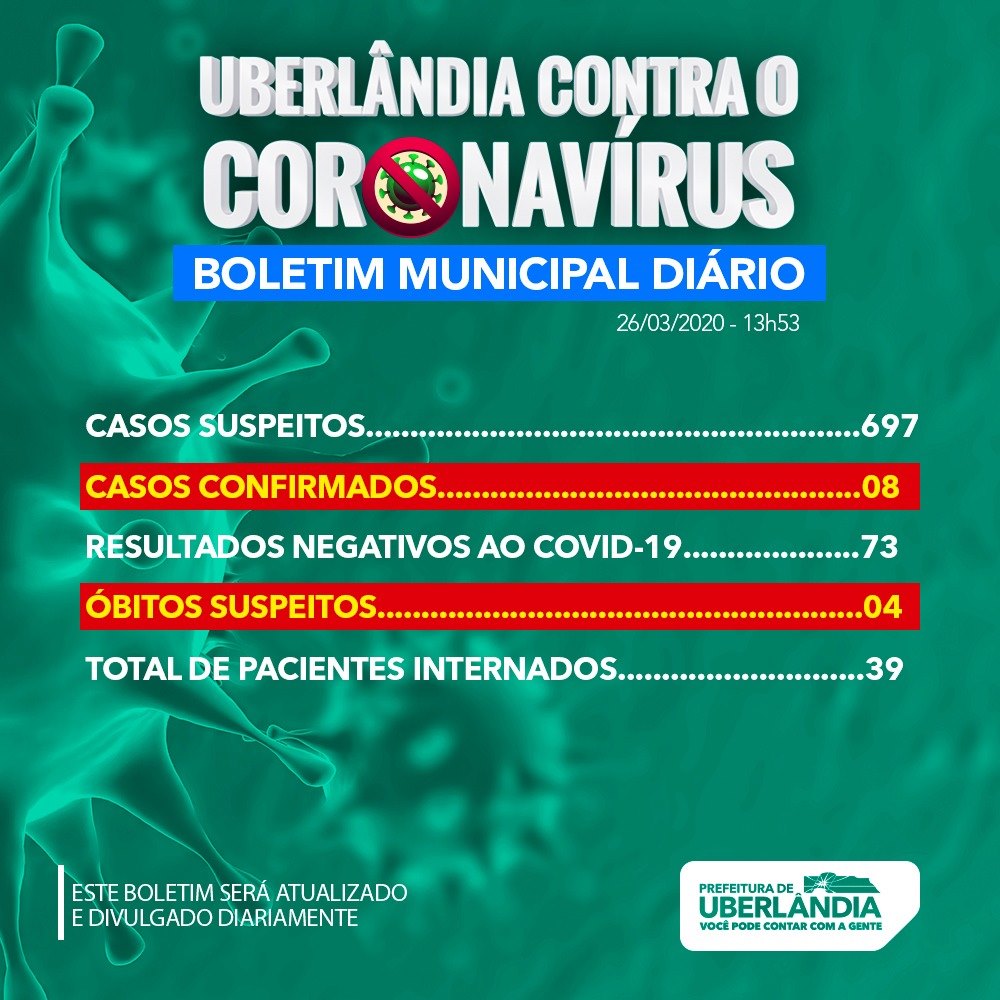 UBERLÂNDIA CONTRA O
CORONAVÍRUS
BOLETIM MUNICIPAL DIÁRIO
26/03/2020 - 13h53
CASOS SUSPEITOS........................................................697
CASOS CONFIRMADOS................................................08
RESULTADOS NEGATIVOS AO COVID-19....................73
ÓBITOS SUSPEITOS.......................................................04
TOTAL DE PACIENTES INTERNADOS............................39
ESTE BOLETIM SERÁ ATUALIZADO
E DIVULGADO DIARIAMENTE
PREFEITURA DE
UBERLÂNDIA
VOCÊ PODE CONTAR COM A GENTE